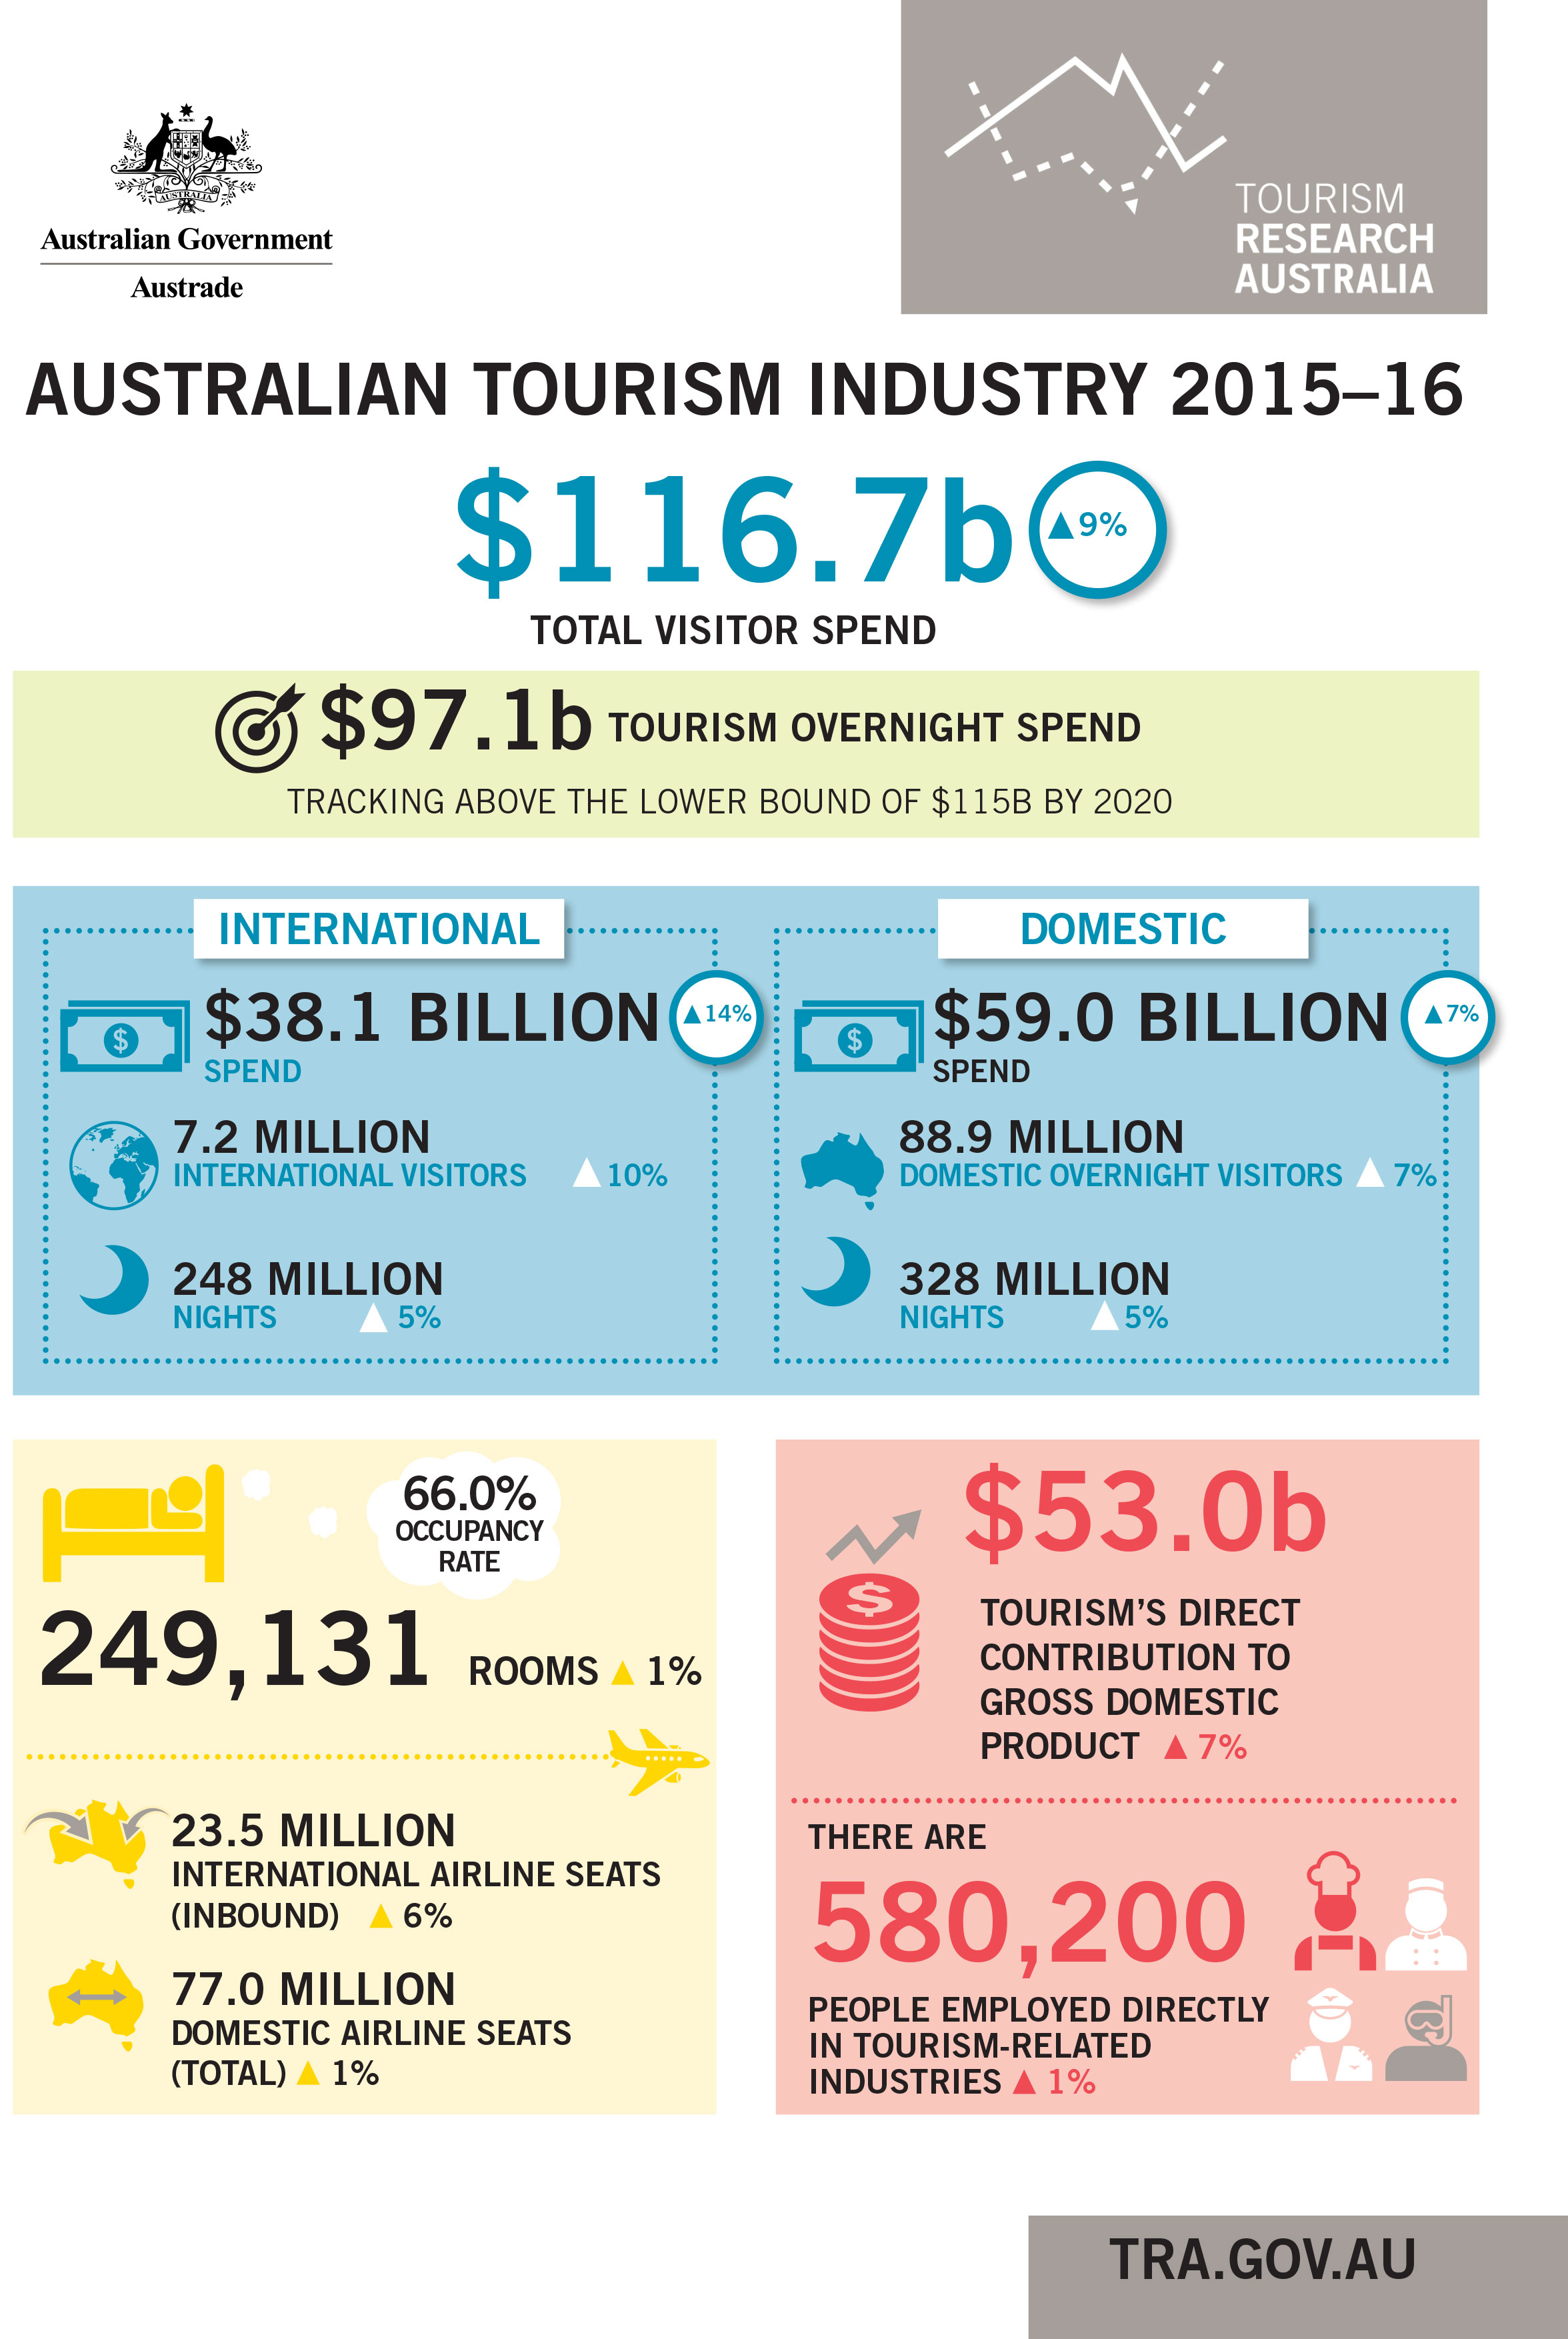 AUSTRALIA
Australian Government
Austrade
TOURISM
RESEARCH
AUSTRALIA
AUSTRALIAN TOURISM INDUSTRY 2015–16
$116.7b ▲9%
TOTAL VISITOR SPEND
$97.1b TOURISM OVERNIGHT SPEND
TRACKING ABOVE THE LOWER BOUND OF $115B BY 2020
INTERNATIONAL
$
$38.1 BILLION ▲14%
SPEND
7.2 MILLION
INTERNATIONAL VISITORS ▲ 10%
248 MILLION
NIGHTS ▲ 5%
DOMESTIC
$
$59.0 BILLION ▲7%
SPEND
88.9 MILLION
DOMESTIC OVERNIGHT VISITORS ▲ 7%
328 MILLION
NIGHTS ▲ 5%
66.0%
OCCUPANCY
RATE
249,131 ROOMS ▲ 1%
23.5 MILLION
INTERNATIONAL AIRLINE SEATS
(INBOUND) ▲ 6%
77.0 MILLION
DOMESTIC AIRLINE SEATS
(TOTAL) ▲ 1%
$53.0b
$
TOURISM’S DIRECT
CONTRIBUTION TO
GROSS DOMESTIC
PRODUCT ▲ 7%
THERE ARE
580,200
PEOPLE EMPLOYED DIRECTLY
IN TOURISM-RELATED
INDUSTRIES ▲ 1%
TRA.GOV.AU